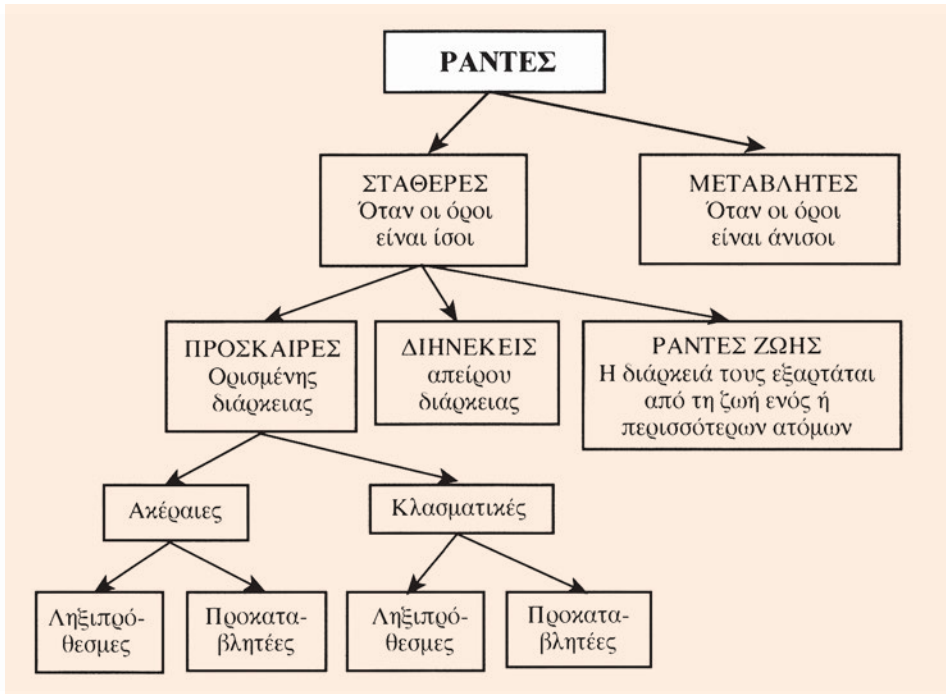 ΡΑΝΤΕΣ
ΣΤΑΘΕΡΕΣ
Όταν οι όροι
είναι ίσοι
ΜΕΤΑΒΛΗΤΕΣ
Όταν οι όροι
είναι άνισοι
ΠΡΟΣΚΑΙΡΕΣ
Ορισμένης
διάρκειας
ΔΙΗΝΕΚΕΙΣ
απείρου
διάρκειας
ΡΑΝΤΕΣ ΖΩΗΣ
Η διάρκειά τους εξαρτάται
από τη ζωή ενός ή
περισσότερων ατόμων
Ακέραιες
Κλασματικές
Ληξιπρό-
θεσμες
Προκατα-
βλητέες
Ληξιπρό-
θεσμες
Προκατα-
βλητέες